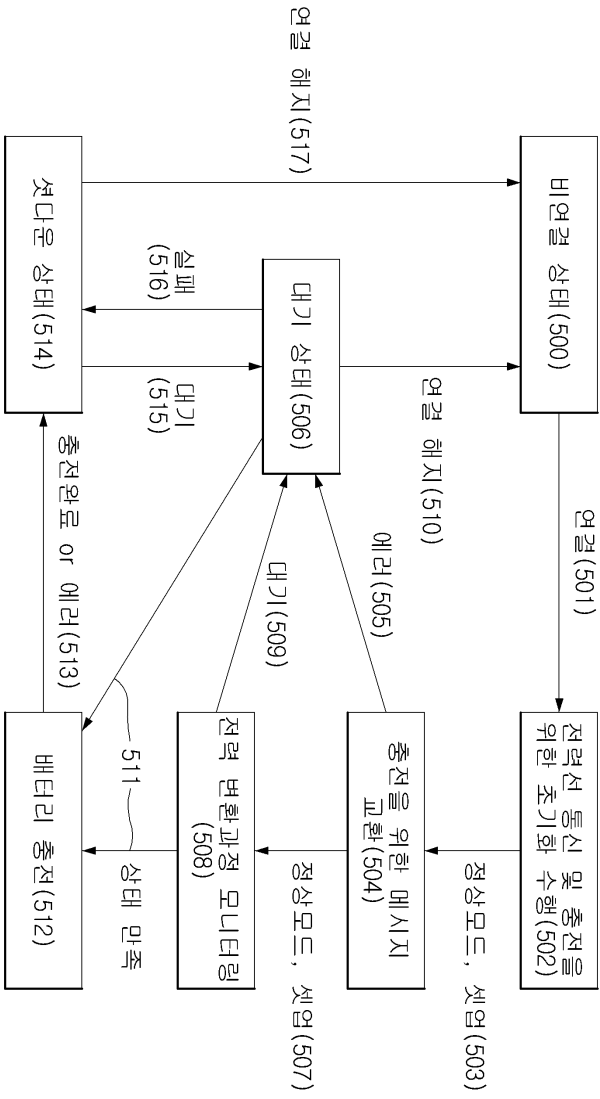 비연결 상태(500)
연결(501)
전력선 통신 및 충전을
위한 초기화 수행(502)
연결 해지(517)
연결 해지(510)
정상모드, 셋업(503)
에러(505)
충전을 위한 메시지
교환(504)
대기 상태(506)
대기(509)
정상모드, 셋업(507)
전력 변환과정 모니터링
(508)
실패
(516)
대기
(515)
511
상태 만족
셧다운 상태(514)
충전완료 or 에러(513)
배터리 충전(512)